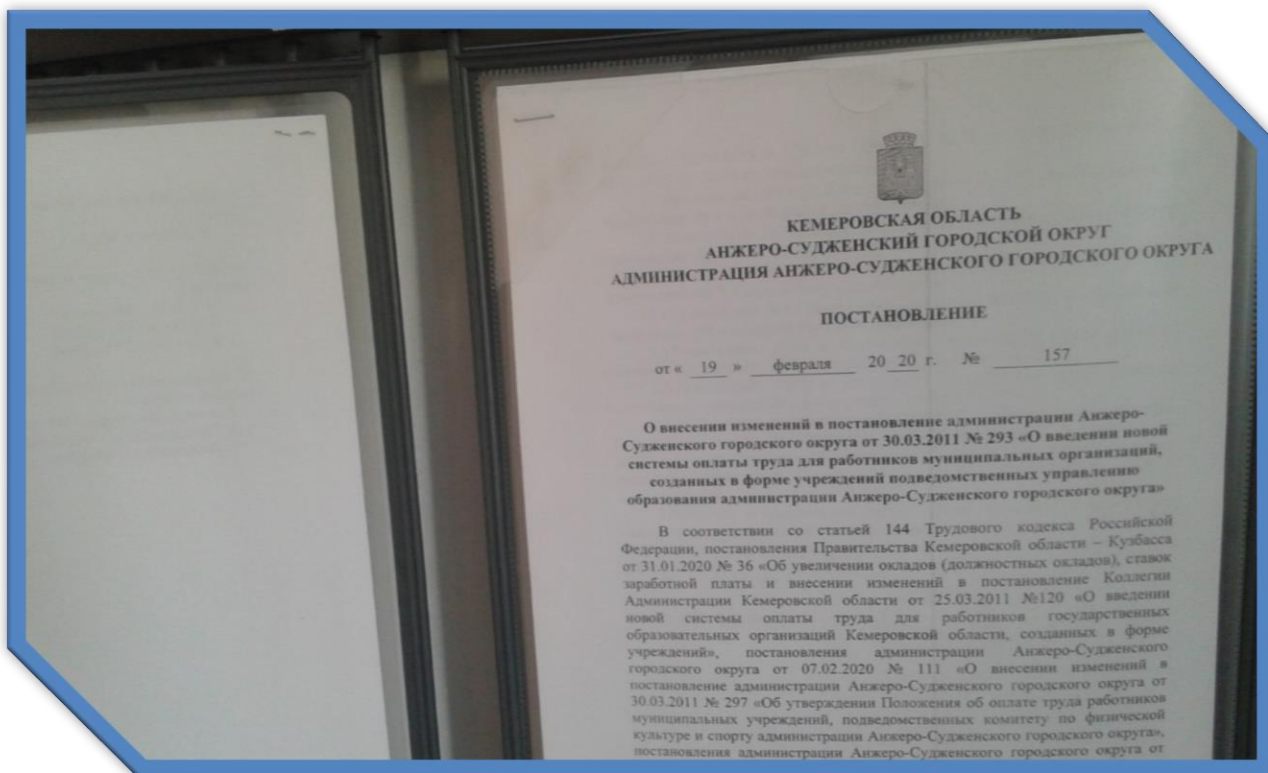 КЕМЕРОВСКАЯ ОБЛАСТЬ
АНЖЕРО-СУДЖЕНСКИЙ ГОРОДСКОЙ ОКРУГ
АДМИНИСТРАЦИЯ АНЖЕРО-СУДЖЕНСКОГО ГОРОДСКОГО ОКРУГА
ПОСТАНОВЛЕНИЕ
от « 19 » февраля 20 20 г. № 157
О внесении изменений в постановление администрации Анжеро-
Судженского городского округа от 30.03.2011 № 293 «О введении новой
системы оплаты труда для работников муниципальных организаций,
созданных в форме учреждений подведомственных управлению
образования администрации Анжеро-Судженского городского округа»
В соответствии со статьей 144 Трудового кодекса Российской
Федерации, постановления Правительства Кемеровской области – Кузбасса
от 31.01.2020 № 36 «Об увеличении окладов (должностных окладов), ставок
заработной платы и внесении изменений в постановление Коллегии
Администрации Кемеровской области от 25.03.2011 №120 «О введении
новой системы оплаты труда для работников государственных
образовательных организаций Кемеровской области, созданных в форме
учреждений», постановления администрации Анжеро-Судженского
городского округа от 07.02.2020 № 111 «О внесении изменений в
постановление администрации Анжеро-Судженского городского округа от
30.03.2011 № 297 «Об утверждении Положения об оплате труда работников
муниципальных учреждений, подведомственных комитету по физической
культуре и спорту администрации Анжеро-Судженского городского округа»,
постановления администрации Анжеро-Судженского городского округа от